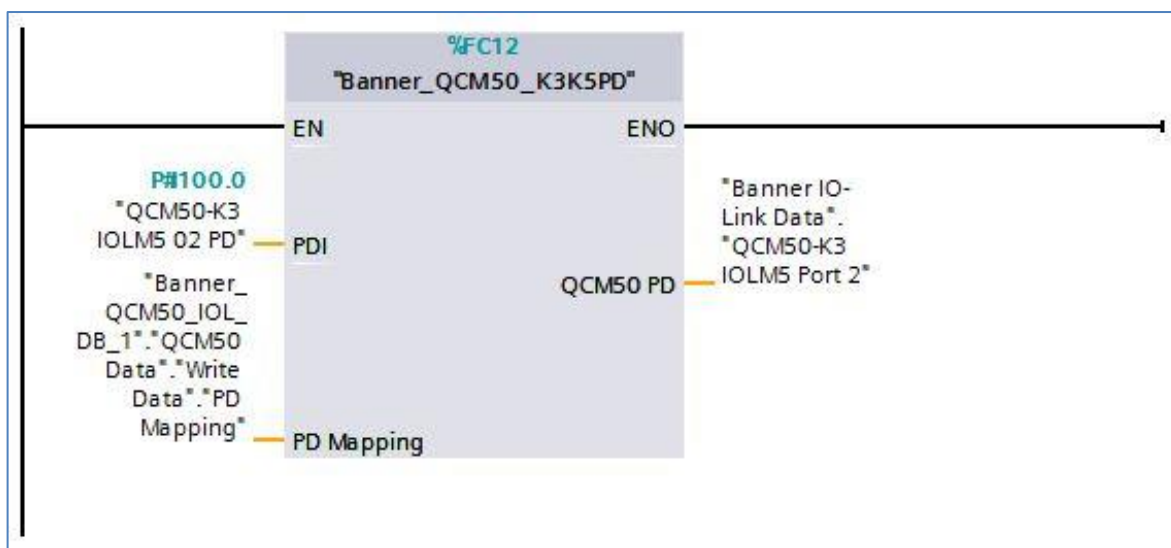 %FC12
"Banner_QCM50_K3K5PD"
EN
ENO
P#I100.0
"QCM50-K3
IOLM5 02 PD"
PDI
"Banner IO-
Link Data".
"QCM50-K3
IOLM5 Port 2"
QCM50 PD
"Banner_
QCM50_IOL_
DB_1"."QCM50
Data"."Write
Data"."PD
Mapping"
PD Mapping